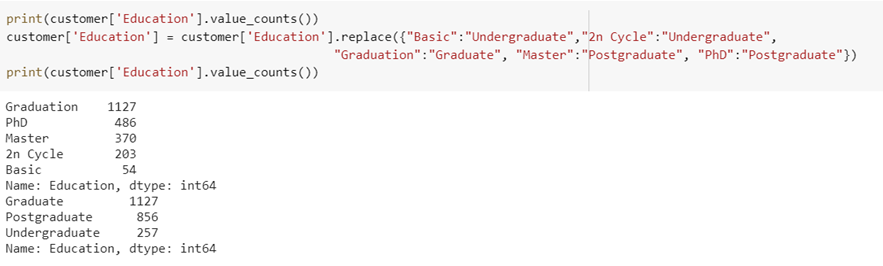 print(customer['Education'].value_counts())
customer['Education'] = customer['Education'].replace({"Basic":"Undergraduate","2n Cycle":"Undergraduate",
"Graduation":"Graduate", "Master":"Postgraduate", "PhD":"Postgraduate"})
print(customer['Education'].value_counts())
Graduation 1127
PhD 486
Master 370
2n Cycle 203
Basic 54
Name: Education, dtype: int64
Graduate 1127
Postgraduate 856
Undergraduate 257
Name: Education, dtype: int64